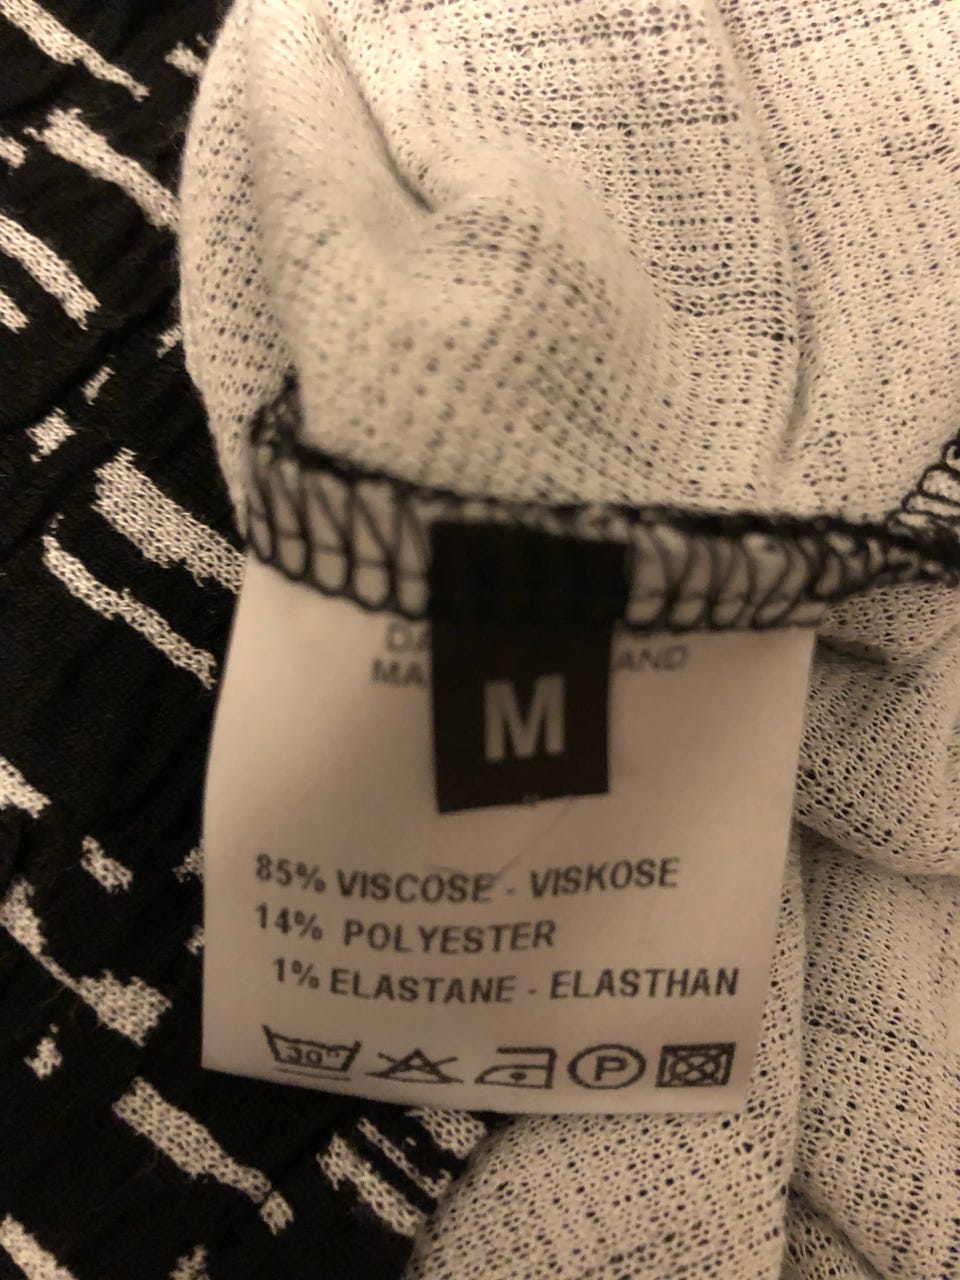 M
85% VISCOSE - VISKOSE
14% POLYESTER
1% ELASTANE - ELASTHAN
30° P